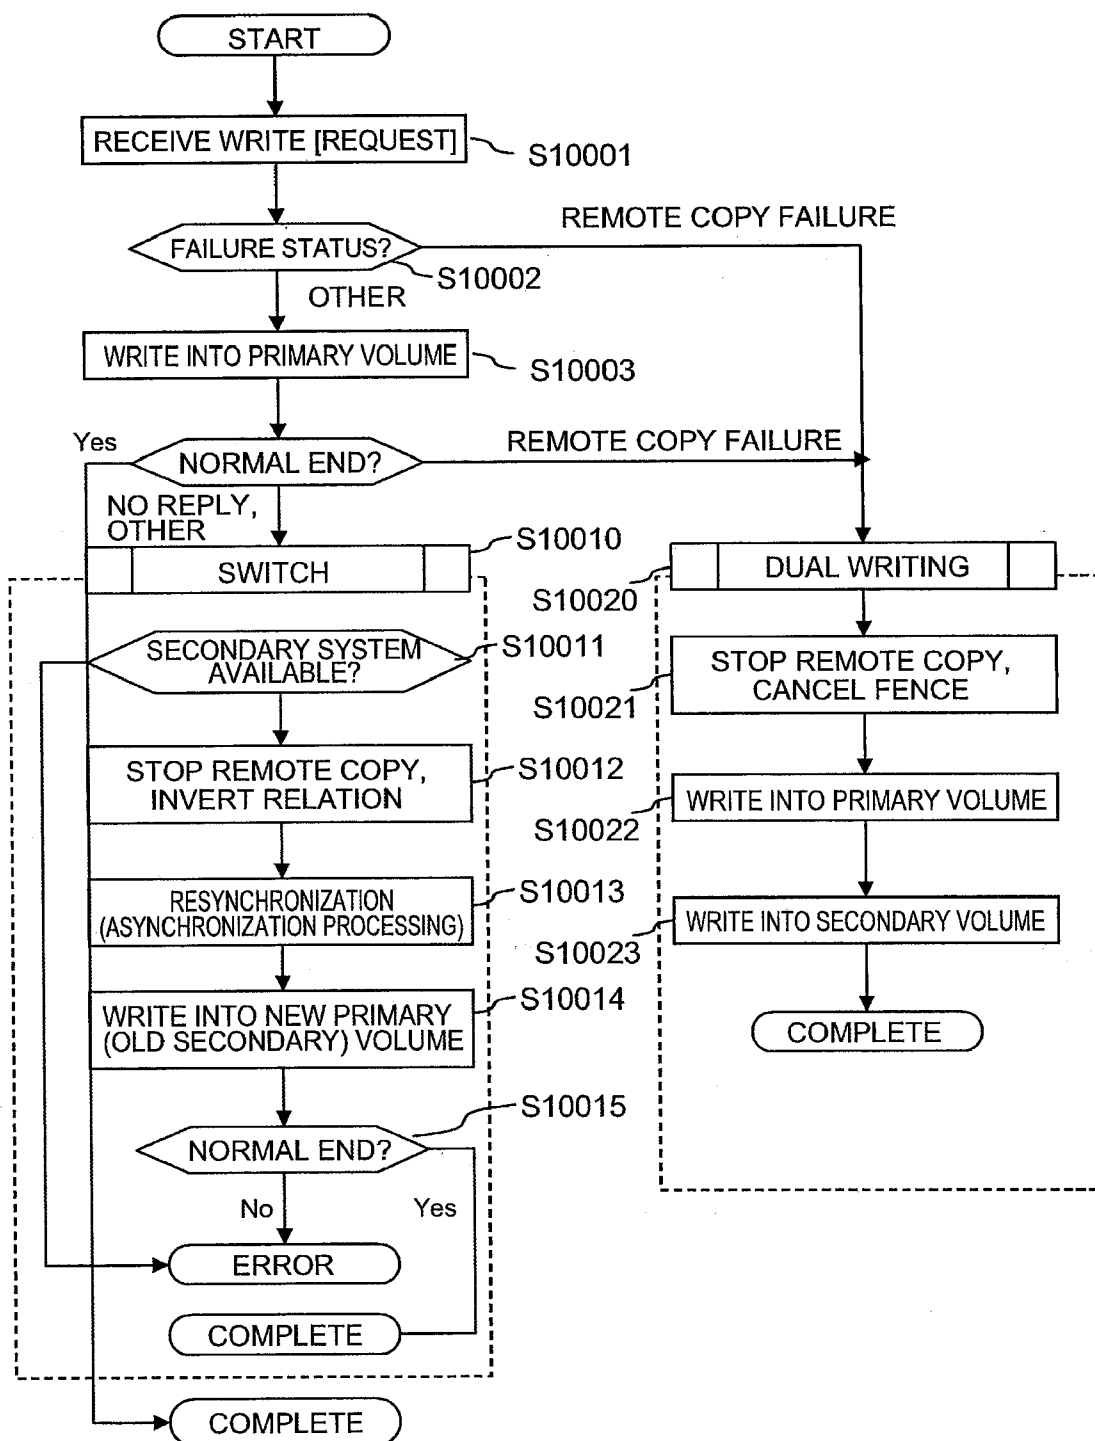 START
RECEIVE WRITE [REQUEST]
S10001
REMOTE COPY FAILURE
FAILURE STATUS?
S10002
OTHER
WRITE INTO PRIMARY VOLUME
S10003
Yes
NORMAL END?
REMOTE COPY FAILURE
NO REPLY,
OTHER
S10010
SWITCH
S10020
DUAL WRITING
SECONDARY SYSTEM
AVAILABLE?
S10011
STOP REMOTE COPY,
CANCEL FENCE
S10021
STOP REMOTE COPY,
INVERT RELATION
S10012
WRITE INTO PRIMARY VOLUME
S10022
RESYNCHRONIZATION
(ASYNCHRONIZATION PROCESSING)
S10013
WRITE INTO SECONDARY VOLUME
S10023
WRITE INTO NEW PRIMARY
(OLD SECONDARY) VOLUME
S10014
COMPLETE
S10015
NORMAL END?
No
Yes
ERROR
COMPLETE
COMPLETE